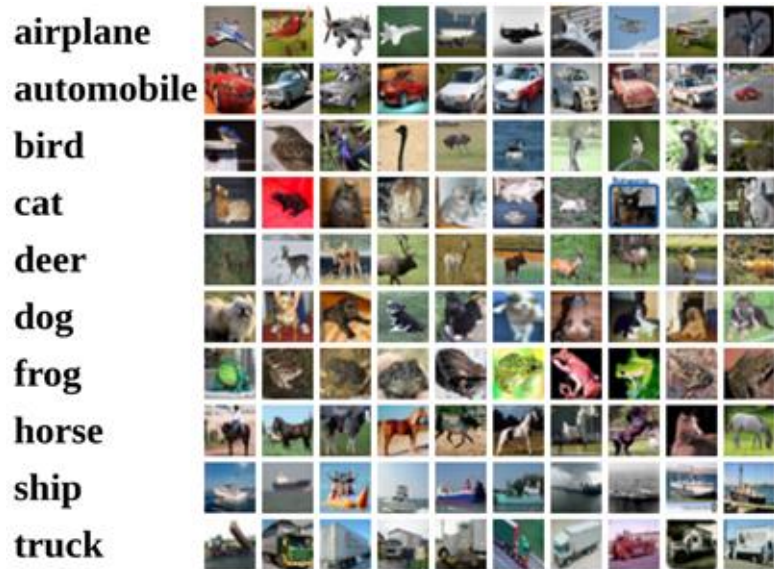 airplane
automobile
bird
cat
deer
dog
frog
horse
ship
truck